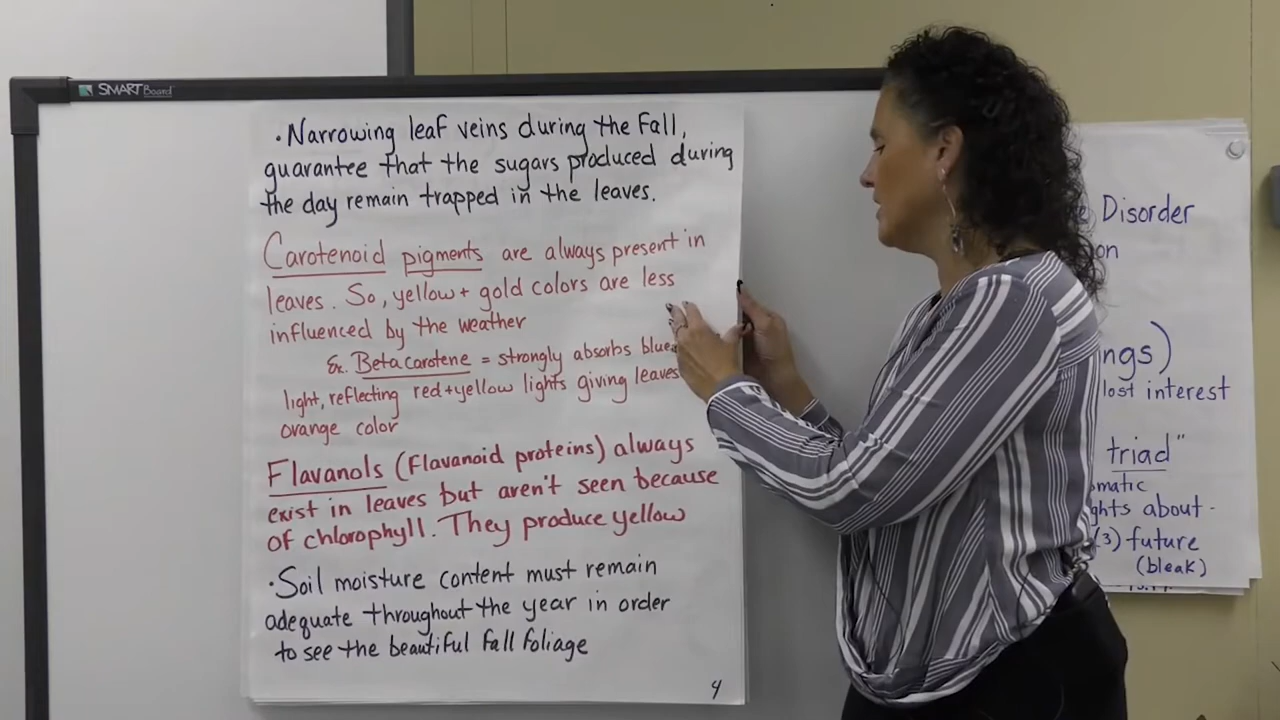 SMART Board
· Narrowing leaf veins during the Fall,
guarantee that the sugars produced during
the day remain trapped in the leaves.
Carotenoid pigments are always present in
leaves. So, yellow + gold colors are less
influenced by the weather
Ex. Beta carotene = strongly absorbs blue
light, reflecting red + yellow lights giving leaves
orange color
Flavanols (Flavanoid proteins) always
exist in leaves but aren't seen because
of chlorophyll. They produce yellow
· Soil moisture content must remain
adequate throughout the year in order
to see the beautiful fall foliage
4
Disorder
on
ngs)
lost interest
triad"
omatic
ghts about -
(3) future
(bleak)